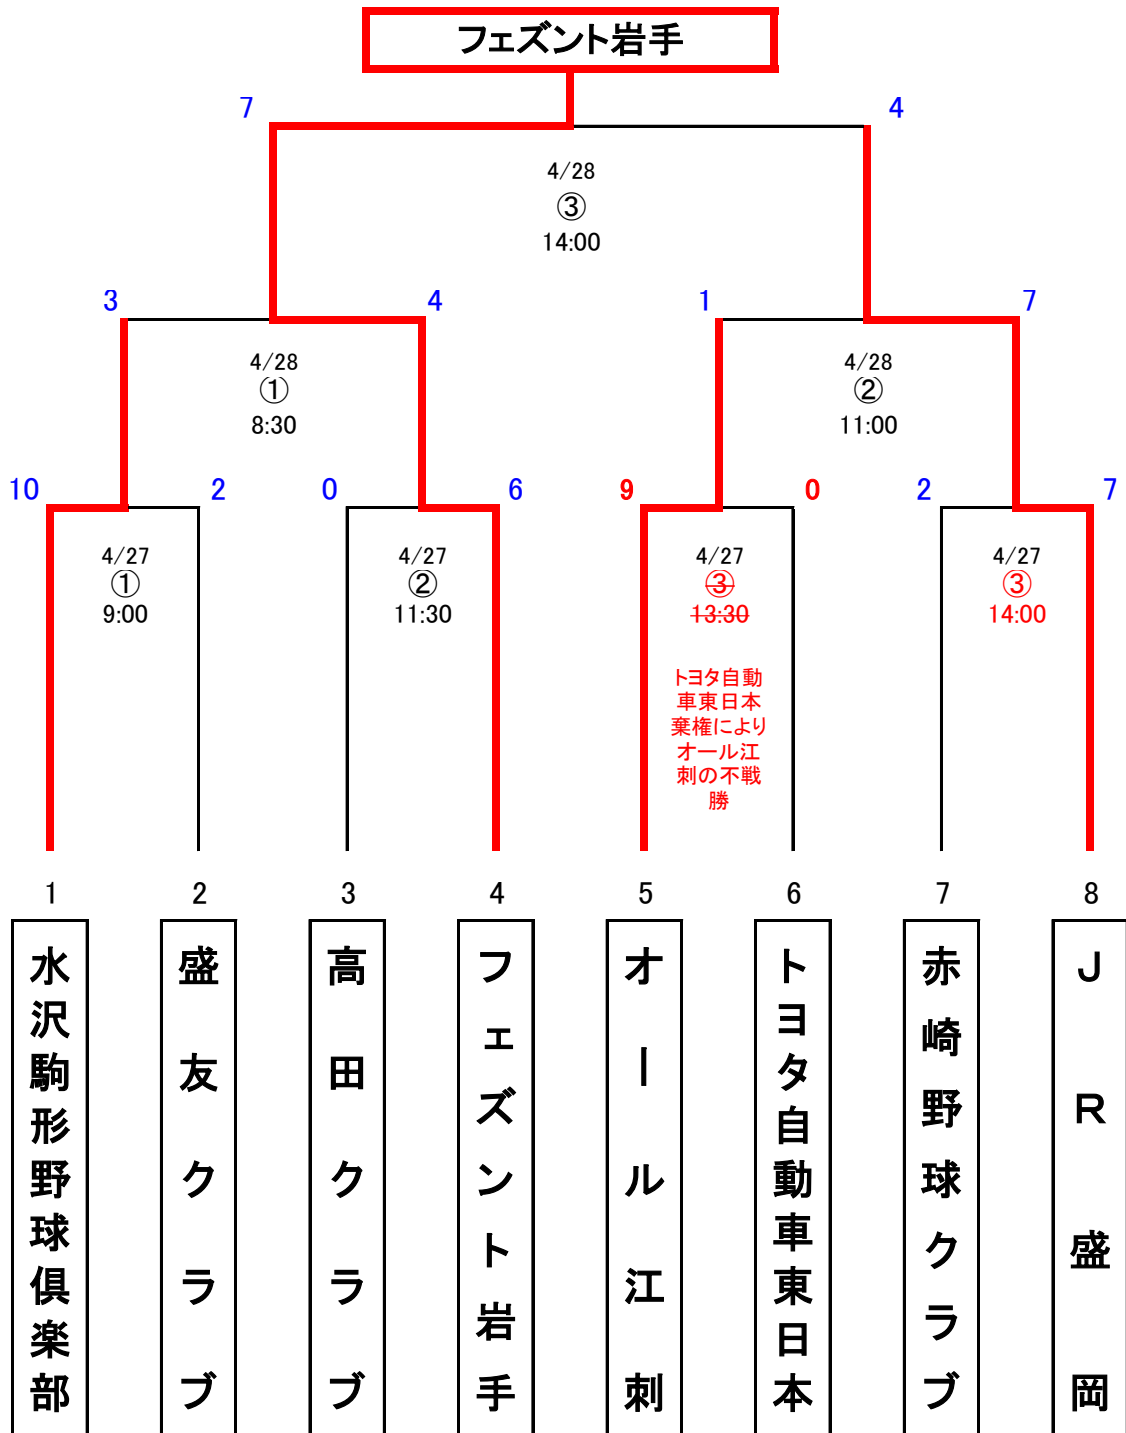 フェズント岩手
7
4
4/28
③
14:00
3
4
1
7
4/28
①
8:30
4/28
②
11:00
10
2
0
6
9
0
2
7
4/27
①
9:00
4/27
②
11:30
4/27
③
13:30
4/27
③
14:00
トヨタ自動
車東日本
棄権により
オール江
刺の不戦
勝
1
2
3
4
5
6
7
8
水沢駒形野球倶楽部
盛友クラブ
高田クラブ
フェズント岩手
オール江刺
トヨタ自動車東日本
赤崎野球クラブ
JR盛岡